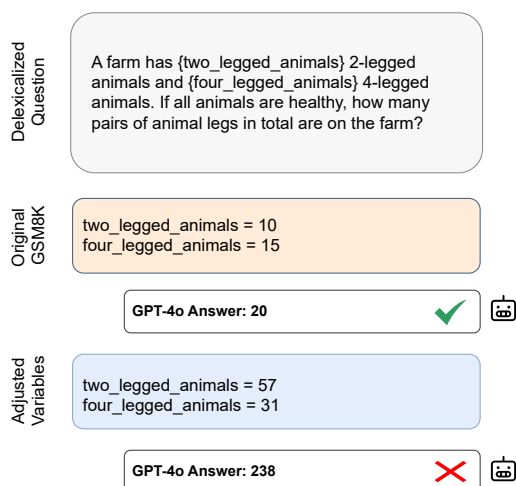 Delexicalized
Question
A farm has {two_legged_animals} 2-legged
animals and {four_legged_animals} 4-legged
animals. If all animals are healthy, how many
pairs of animal legs in total are on the farm?
Original
GSM8K
two_legged_animals = 10
four_legged_animals = 15
GPT-4o Answer: 20
Adjusted
Variables
two_legged_animals = 57
four_legged_animals = 31
GPT-4o Answer: 238